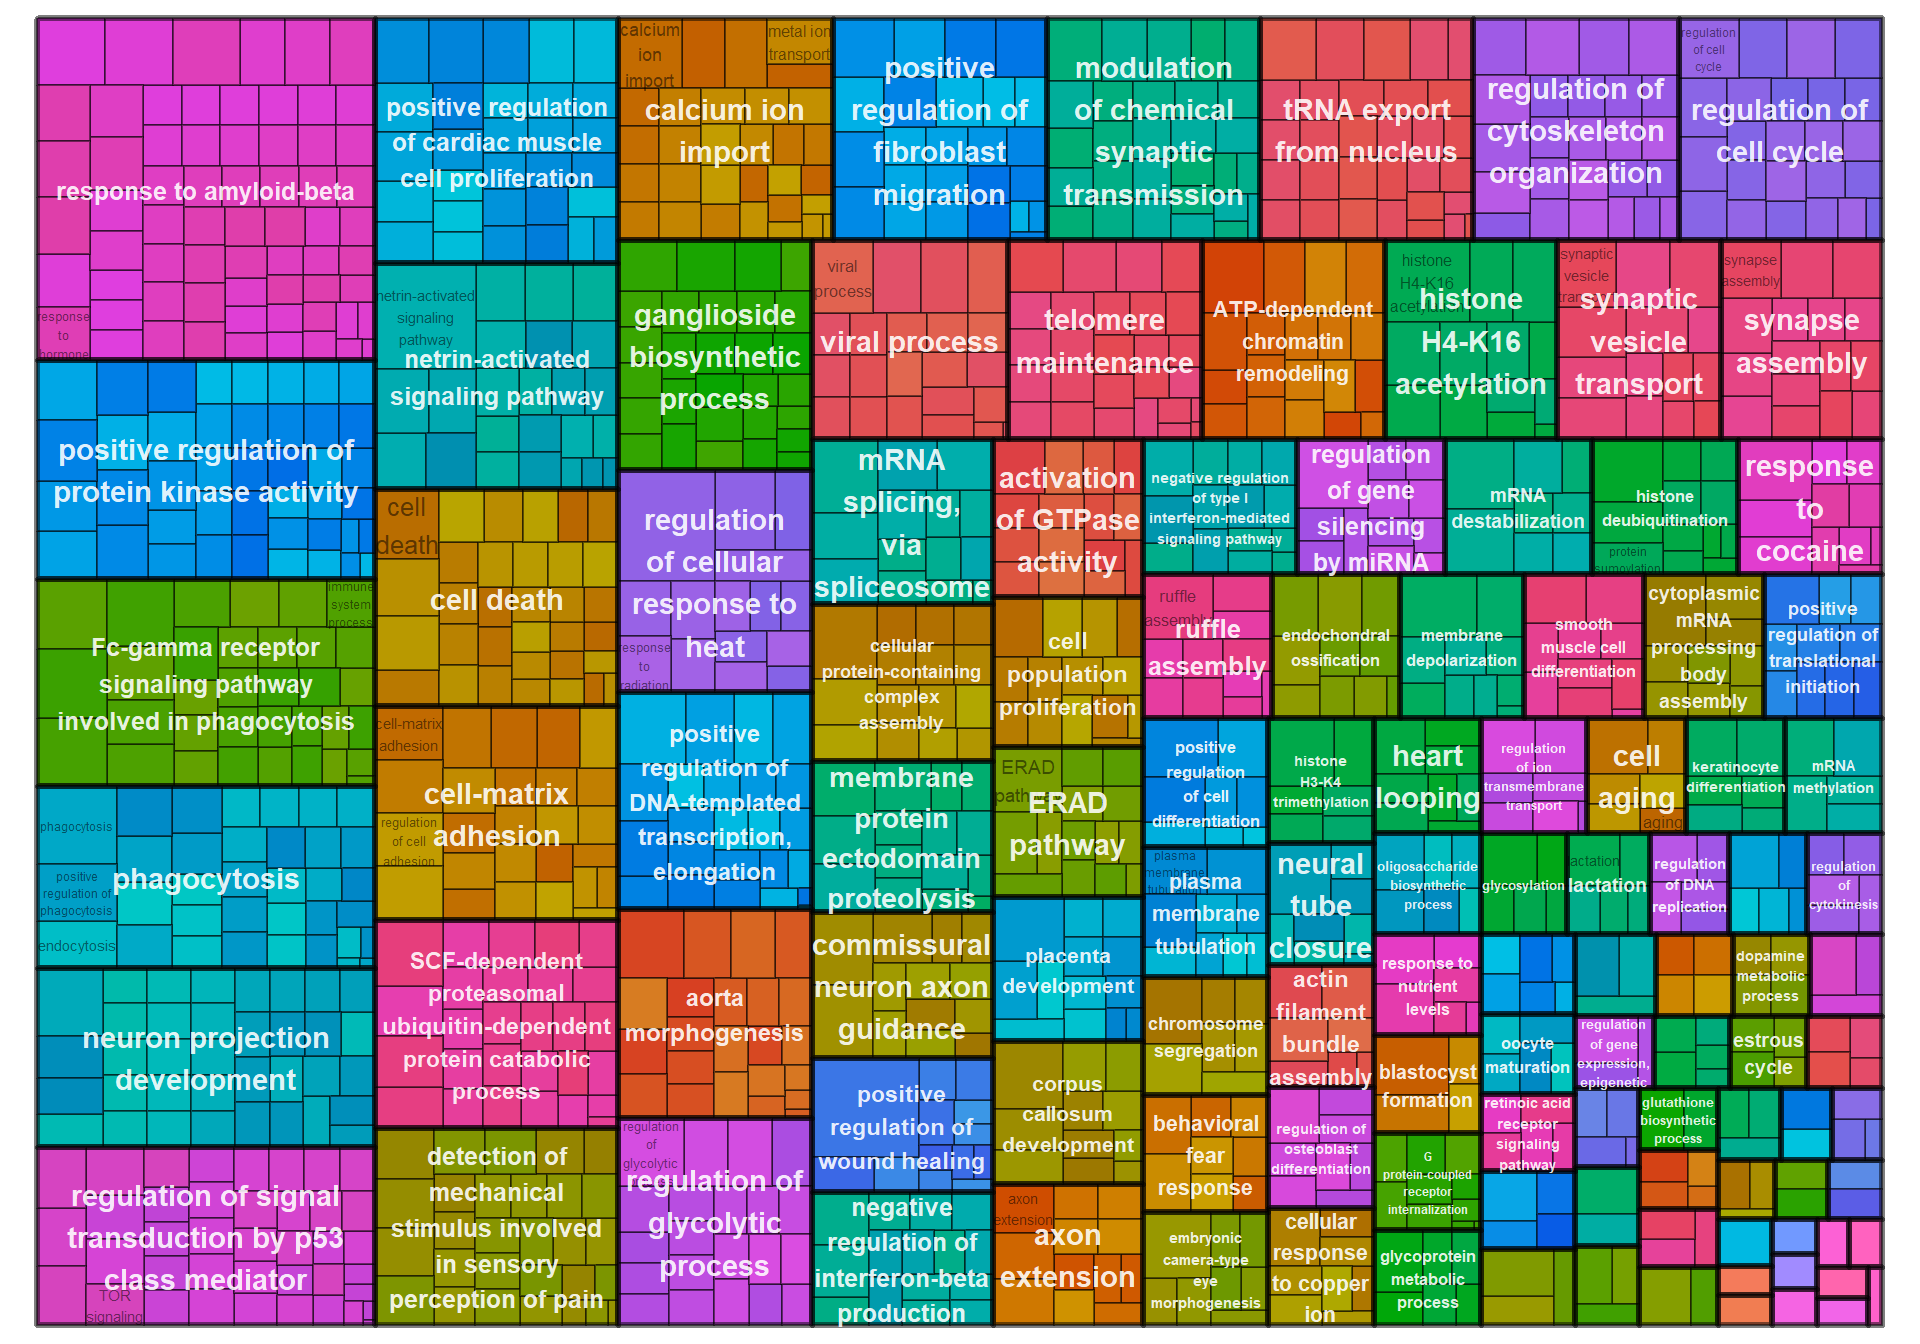 response to amyloid-beta
response
to
hormone
positive regulation
of cardiac muscle
cell proliferation
calcium
ion
import
metal ion
transport
calcium ion
import
positive
regulation of
fibroblast
migration
modulation
of chemical
synaptic
transmission
tRNA export
from nucleus
regulation of
cytoskeleton
organization
regulation
of cell
cycle
regulation of
cell cycle
netrin-activated
signaling
pathway
netrin-activated
signaling pathway
ganglioside
biosynthetic
process
viral
process
viral process
telomere
maintenance
ATP-dependent
chromatin
remodeling
histone
H4-K16
acetylation
histone
H4-K16
acetylation
synaptic
vesicle
transport
synaptic
vesicle
transport
synapse
assembly
synapse
assembly
positive regulation of
protein kinase activity
cell
death
cell death
regulation
of cellular
response to
heat
response
to
radiation
mRNA
splicing,
via
spliceosome
activation
of GTPase
activity
negative regulation
of type I
interferon-mediated
signaling pathway
regulation
of gene
silencing
by miRNA
mRNA
destabilization
histone
deubiquitination
protein
sumoylation
response
to
cocaine
Fc-gamma receptor
signaling pathway
involved in phagocytosis
immune
system
process
cell-matrix
adhesion
cell-matrix
adhesion
regulation
of cell
adhesion
positive
regulation of
DNA-templated
transcription,
elongation
cellular
protein-containing
complex
assembly
cell
population
proliferation
ruffle
assembly
ruffle
assembly
endochondral
ossification
membrane
depolarization
smooth
muscle cell
differentiation
cytoplasmic
mRNA
processing
body
assembly
positive
regulation of
translational
initiation
phagocytosis
phagocytosis
positive
regulation of
phagocytosis
endocytosis
membrane
protein
ectodomain
proteolysis
ERAD
pathway
ERAD
pathway
positive
regulation
of cell
differentiation
histone
H3-K4
trimethylation
heart
looping
regulation
of ion
transmembrane
transport
cell
aging
aging
keratinocyte
differentiation
mRNA
methylation
plasma
membrane
tubulation
plasma
membrane
tubulation
neural
tube
closure
oligosaccharide
biosynthetic
process
glycosylation
lactation
lactation
regulation
of DNA
replication
regulation
of
cytokinesis
neuron projection
development
SCF-dependent
proteasomal
ubiquitin-dependent
protein catabolic
process
aorta
morphogenesis
commissural
neuron axon
guidance
placenta
development
chromosome
segregation
actin
filament
bundle
assembly
response to
nutrient
levels
dopamine
metabolic
process
oocyte
maturation
regulation
of gene
expression,
epigenetic
estrous
cycle
blastocyst
formation
regulation of signal
transduction by p53
class mediator
TOR
signaling
detection of
mechanical
stimulus involved
in sensory
perception of pain
regulation
of
glycolytic
regulation of
glycolytic
process
positive
regulation of
wound healing
negative
regulation of
interferon-beta
production
corpus
callosum
development
axon
extension
axon
extension
behavioral
fear
response
embryonic
camera-type
eye
morphogenesis
regulation of
osteoblast
differentiation
cellular
response
to copper
ion
G
protein-coupled
receptor
internalization
glycoprotein
metabolic
process
retinoic acid
receptor
signaling
pathway
glutathione
biosynthetic
process